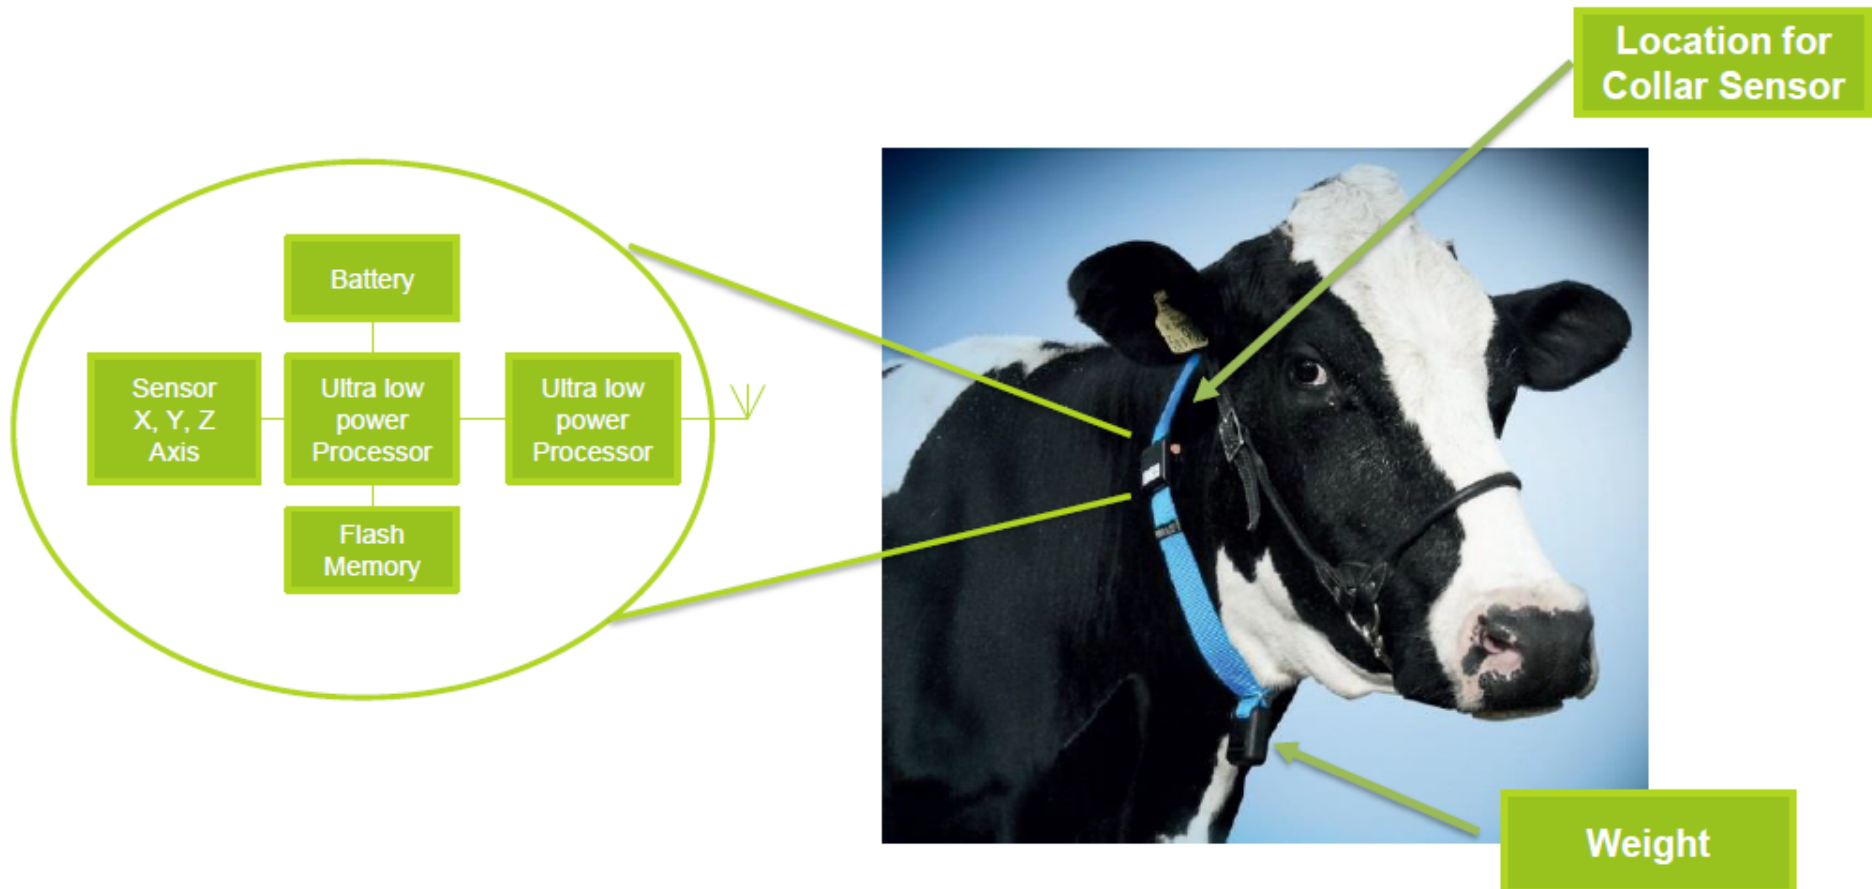 Location for
Collar Sensor
Battery
Sensor
X, Y, Z
Axis
Ultra low
power
Processor
Ultra low
power
Processor
Flash
Memory
Weight